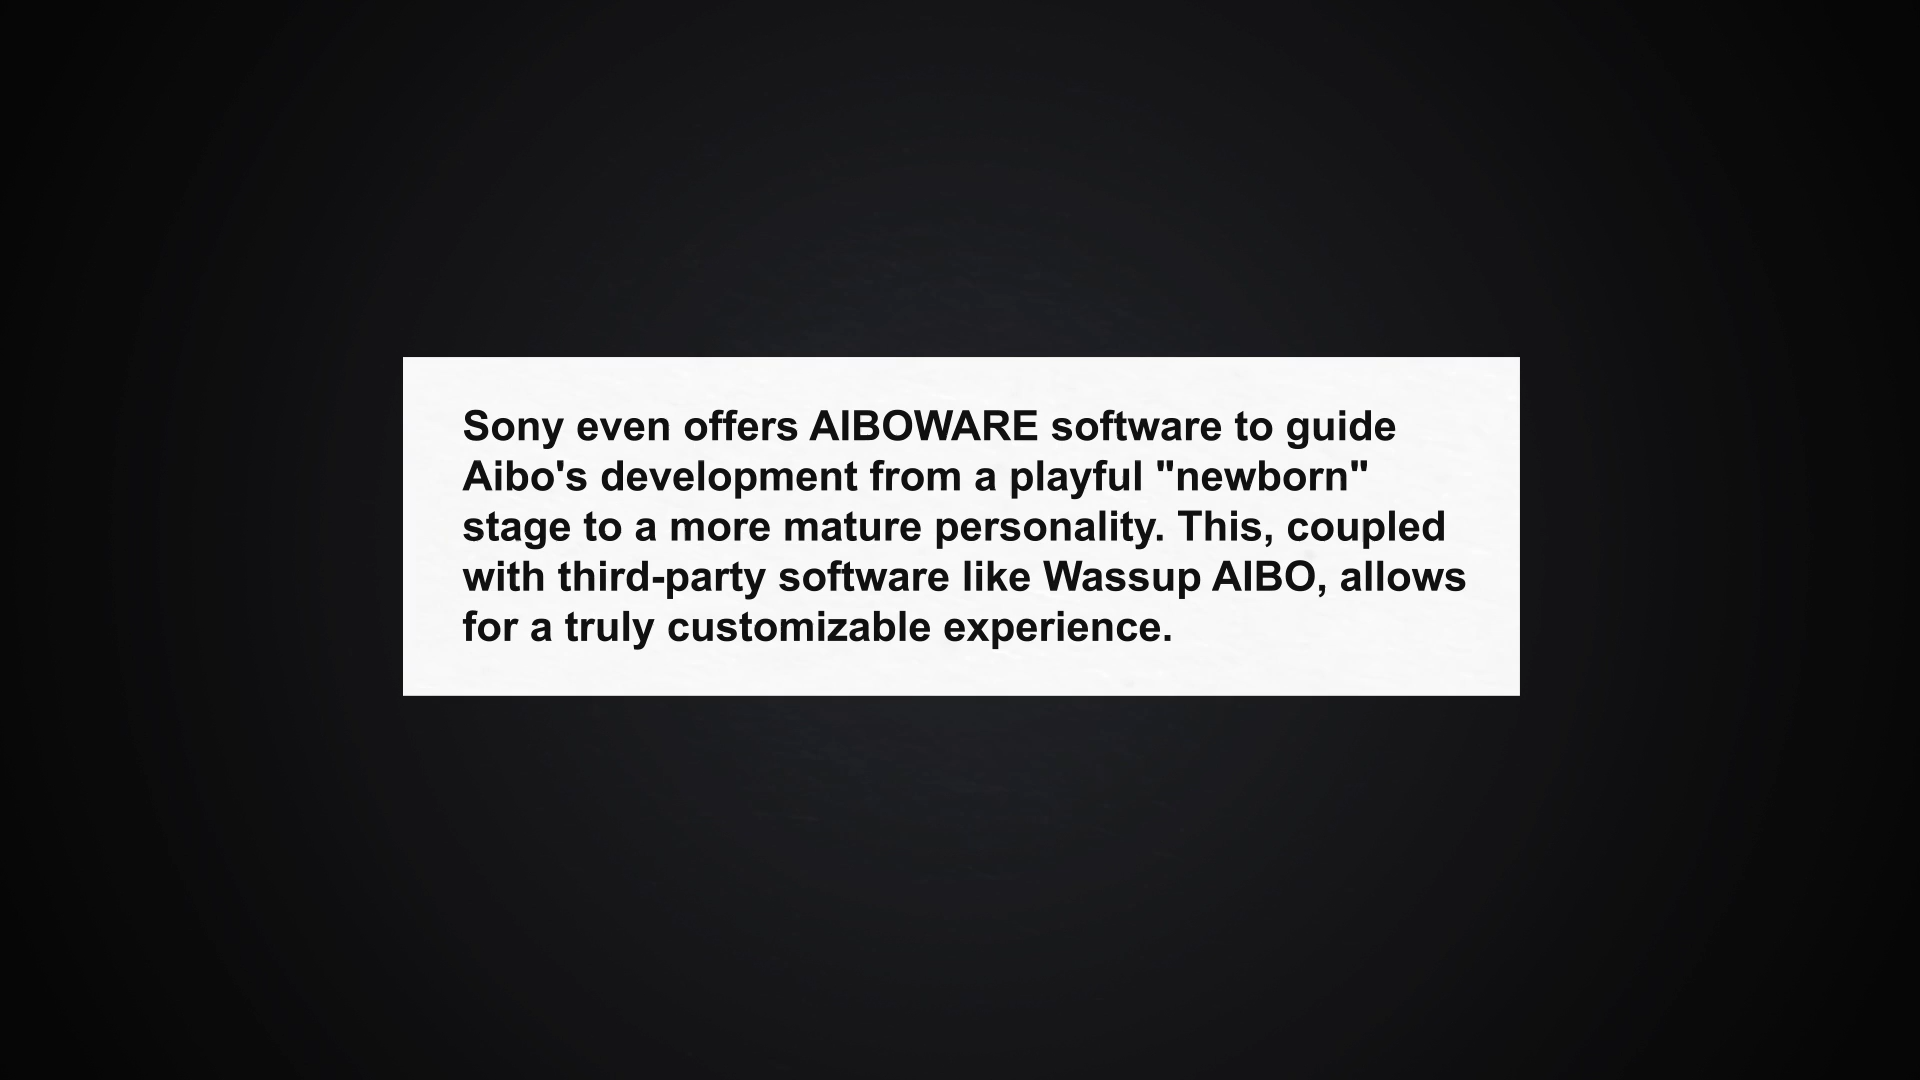 Sony even offers AIBOWARE software to guide
Aibo's development from a playful "newborn"
stage to a more mature personality. This, coupled
with third-party software like Wassup AIBO, allows
for a truly customizable experience.